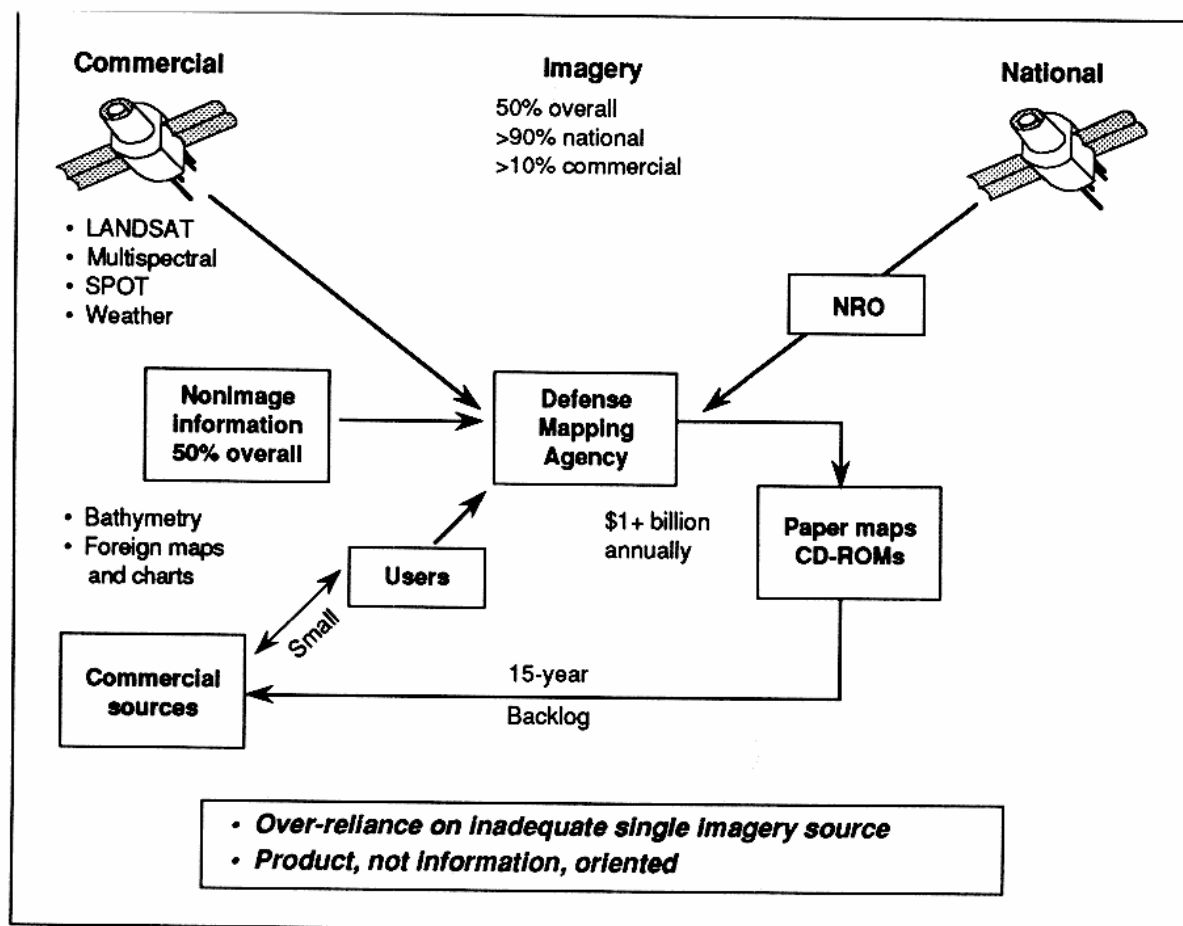 Commercial
Imagery
National
50% overall
>90% national
>10% commercial
• LANDSAT
• Multispectral
• SPOT
• Weather
NRO
NonImage
information
50% overall
Defense
Mapping
Agency
• Bathymetry
• Foreign maps
and charts
Users
$1+ billion
annually
Paper maps
CD-ROMs
Small
Commercial
sources
15-year
Backlog
• Over-reliance on inadequate single imagery source
• Product, not information, oriented